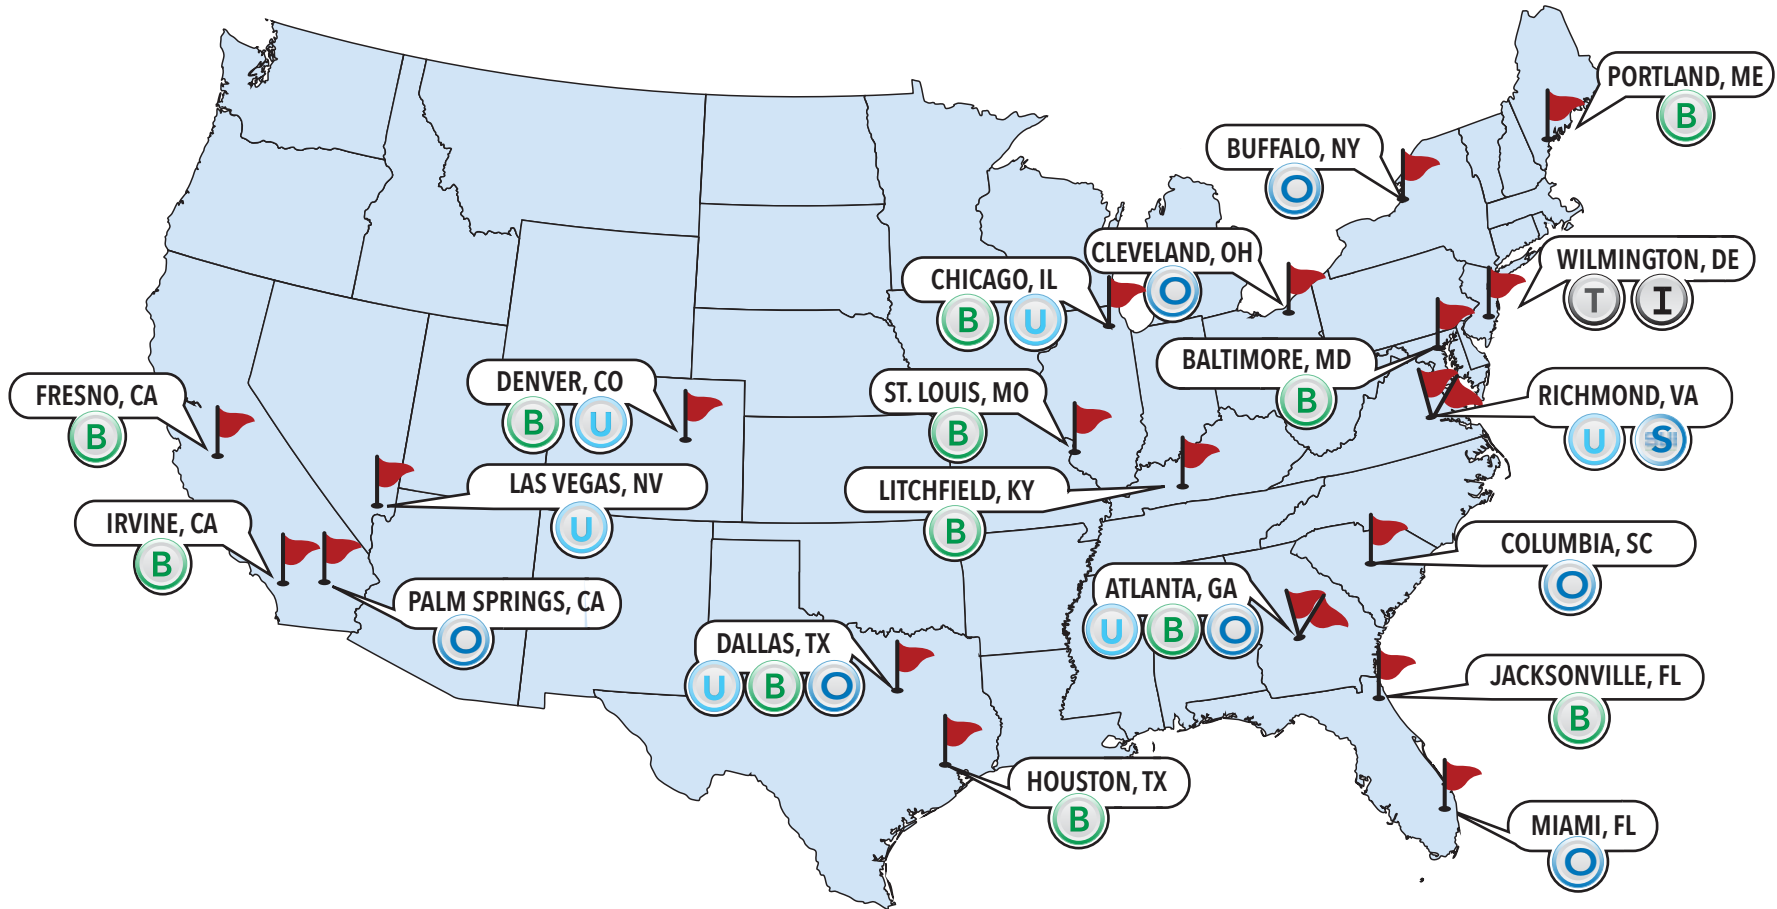 PORTLAND, ME
B
BUFFALO, NY
O
CLEVELAND, OH
O
WILMINGTON, DE
T I
CHICAGO, IL
B U
BALTIMORE, MD
B
DENVER, CO
B U
ST. LOUIS, MO
B
FRESNO, CA
B
RICHMOND, VA
U S
LAS VEGAS, NV
U
LITCHFIELD, KY
B
IRVINE, CA
B
COLUMBIA, SC
O
PALM SPRINGS, CA
O
ATLANTA, GA
U B O
DALLAS, TX
U B O
JACKSONVILLE, FL
B
HOUSTON, TX
B
MIAMI, FL
O